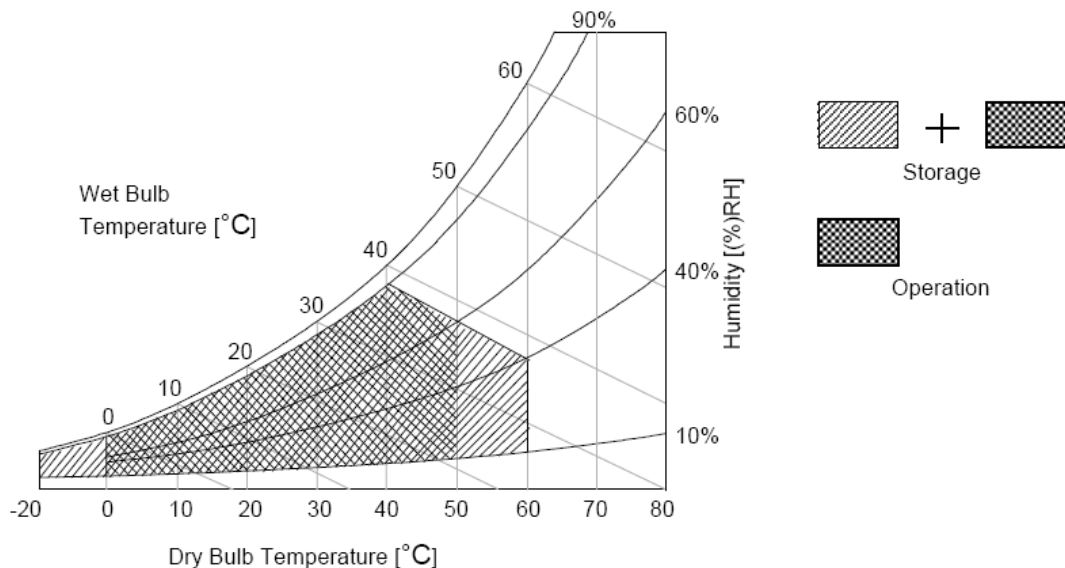 90%
60
60%
50
Wet Bulb
Temperature [°C]
40
40%
30
20
10
0
10%
Humidity [(%)RH]
-20 0 10 20 30 40 50 60 70 80
Dry Bulb Temperature [°C]
+
Storage
Operation